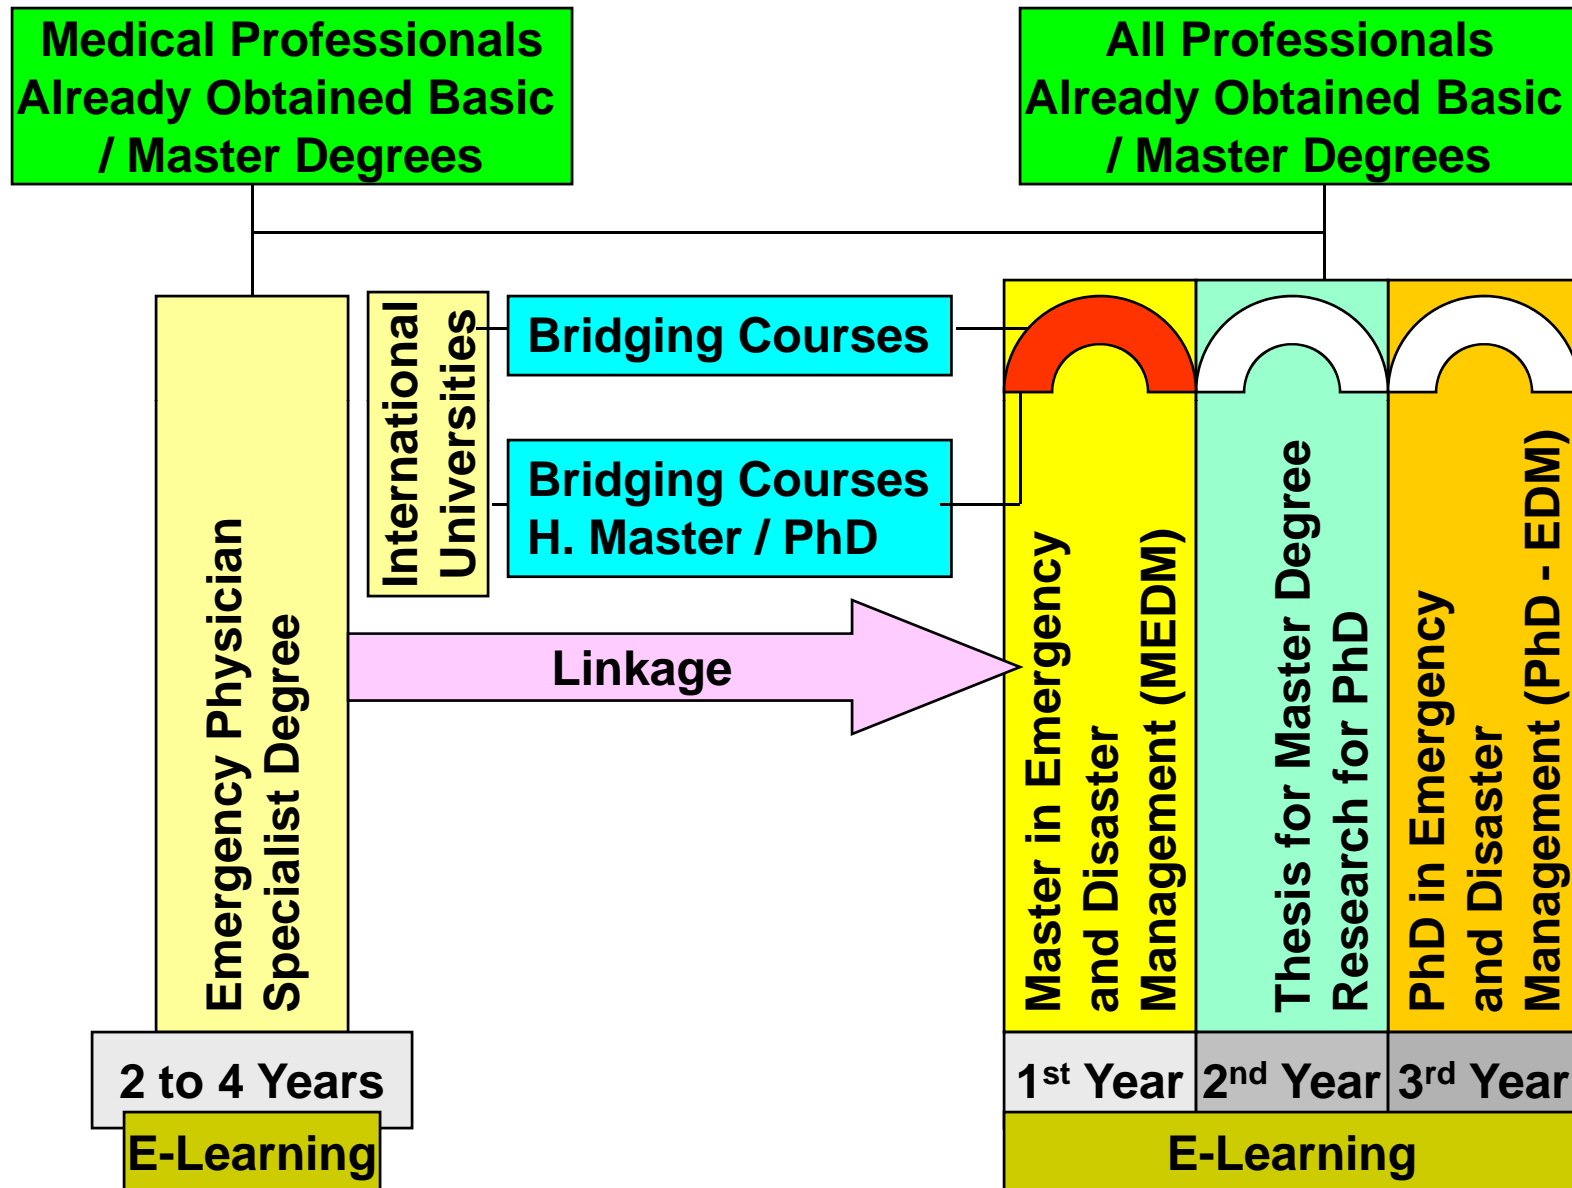 Medical Professionals
Already Obtained Basic
/ Master Degrees
All Professionals
Already Obtained Basic
/ Master Degrees
International
Universities
Bridging Courses
Bridging Courses
H. Master / PhD
Linkage
Emergency Physician
Specialist Degree
Master in Emergency
and Disaster
Management (MEDM)
Thesis for Master Degree
Research for PhD
PhD in Emergency
and Disaster
Management (PhD - EDM)
2 to 4 Years
1st Year
2nd Year
3rd Year
E-Learning
E-Learning